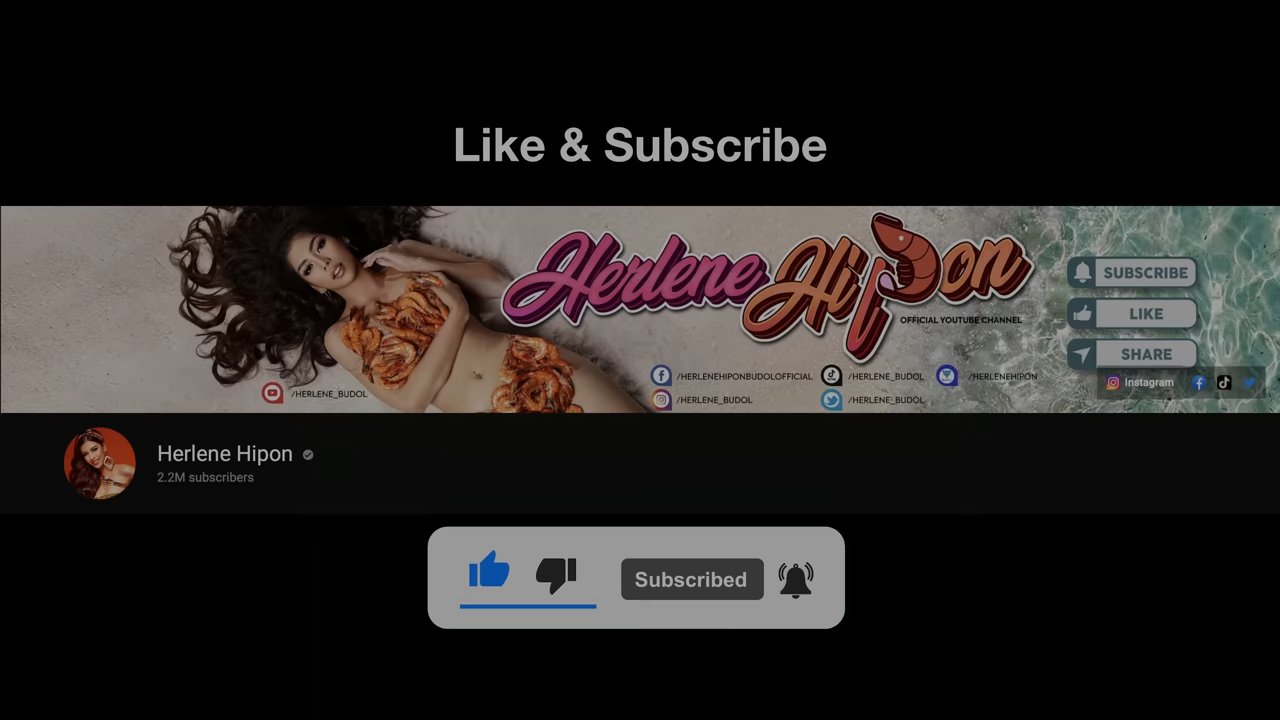 Like & Subscribe
Herlene Hipon
OFFICIAL YOUTUBE CHANNEL
SUBSCRIBE
LIKE
SHARE
/HERLENEHIPONBUDOLOFFICIAL /HERLENE_BUDOL /HERLENEHIPON
Instagram
/HERLENE_BUDOL /HERLENE_BUDOL /HERLENE_BUDOL
Herlene Hipon
2.2M subscribers
Subscribed